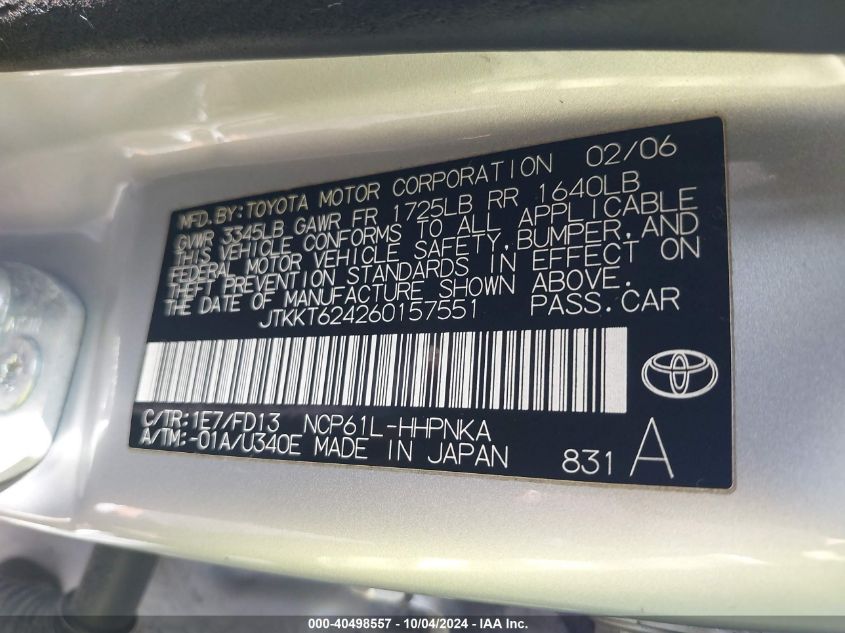 MFD. BY: TOYOTA MOTOR CORPORATION 02/06
GVWR 3345LB GAWR FR 1725LB RR 1640LB
THIS VEHICLE CONFORMS TO ALL APPLICABLE
FEDERAL MOTOR VEHICLE SAFETY, BUMPER, AND
THEFT PREVENTION STANDARDS IN EFFECT ON
THE DATE OF MANUFACTURE SHOWN ABOVE.
JTKKT624260157551 PASS. CAR
C/TR: 1E7/FD13 NCP61L-HHPNKA
A/TM: -01A/U340E MADE IN JAPAN
831 A
000-40498557 - 10/04/2024 - IAA Inc.